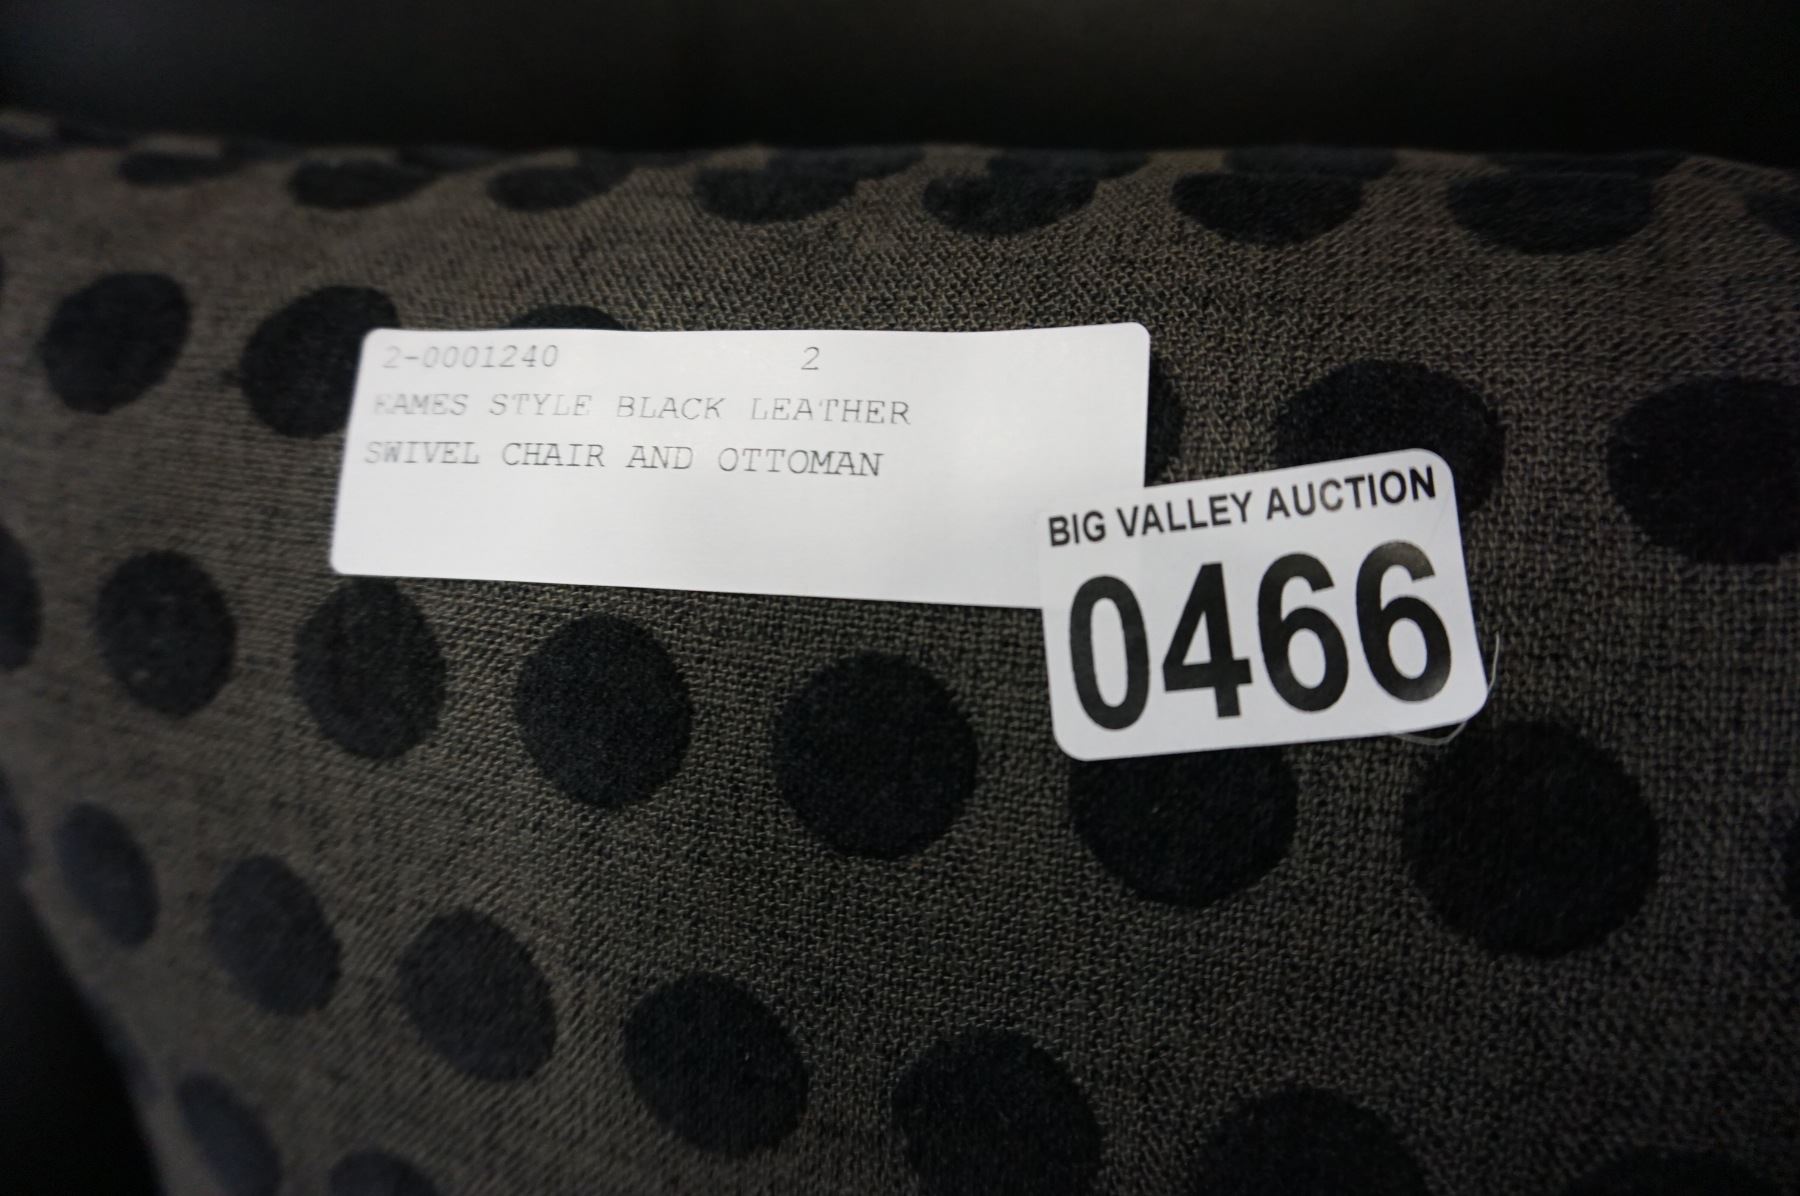 2-0001240 2
EAMES STYLE BLACK LEATHER
SWIVEL CHAIR AND OTTOMAN
BIG VALLEY AUCTION
0466